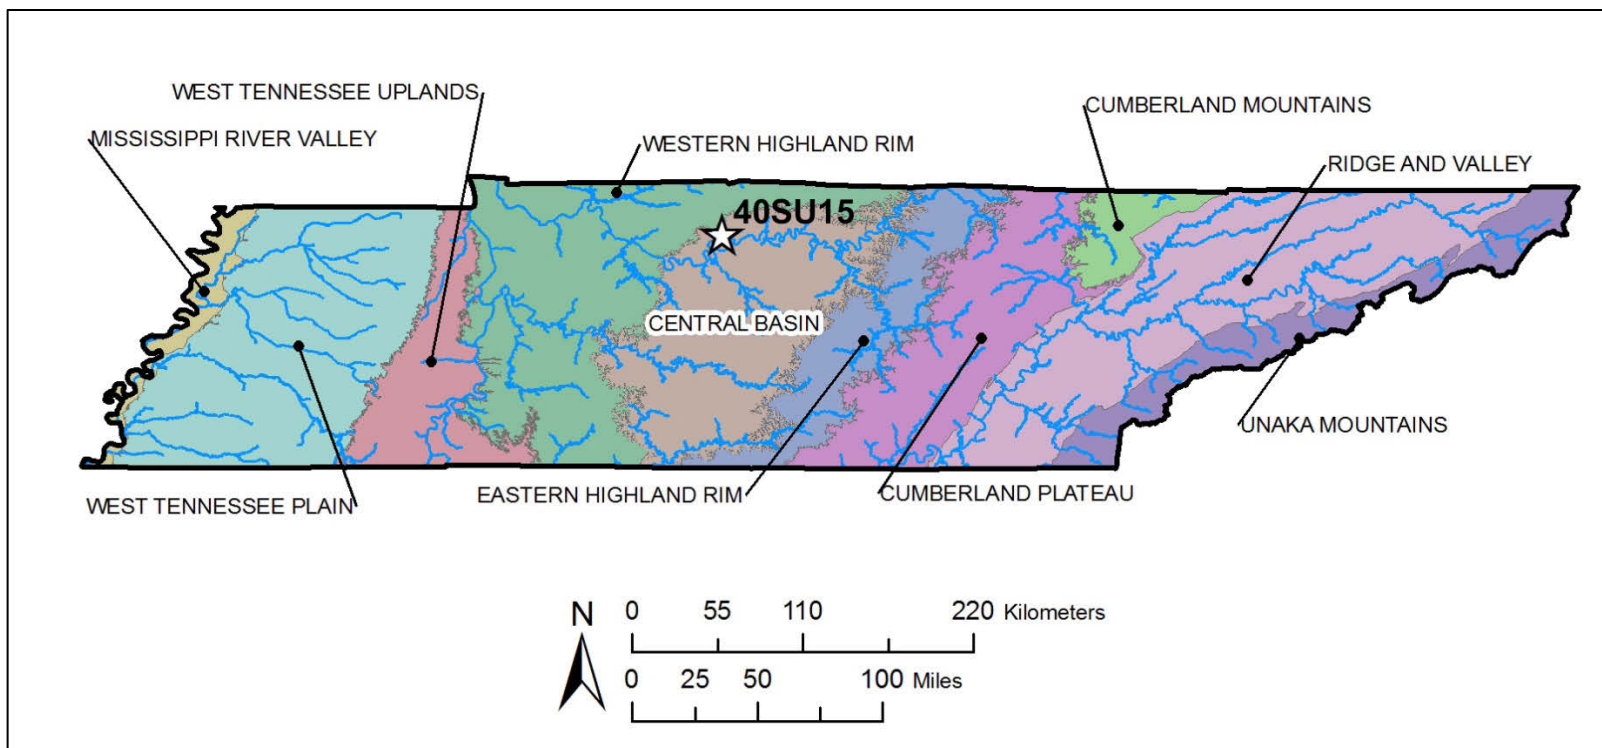 WEST TENNESSEE UPLANDS
CUMBERLAND MOUNTAINS
MISSISSIPPI RIVER VALLEY
WESTERN HIGHLAND RIM
RIDGE AND VALLEY
40SU15
CENTRAL BASIN
UNAKA MOUNTAINS
WEST TENNESSEE PLAIN
EASTERN HIGHLAND RIM
CUMBERLAND PLATEAU
N
0 55 110 220 Kilometers
0 25 50 100 Miles